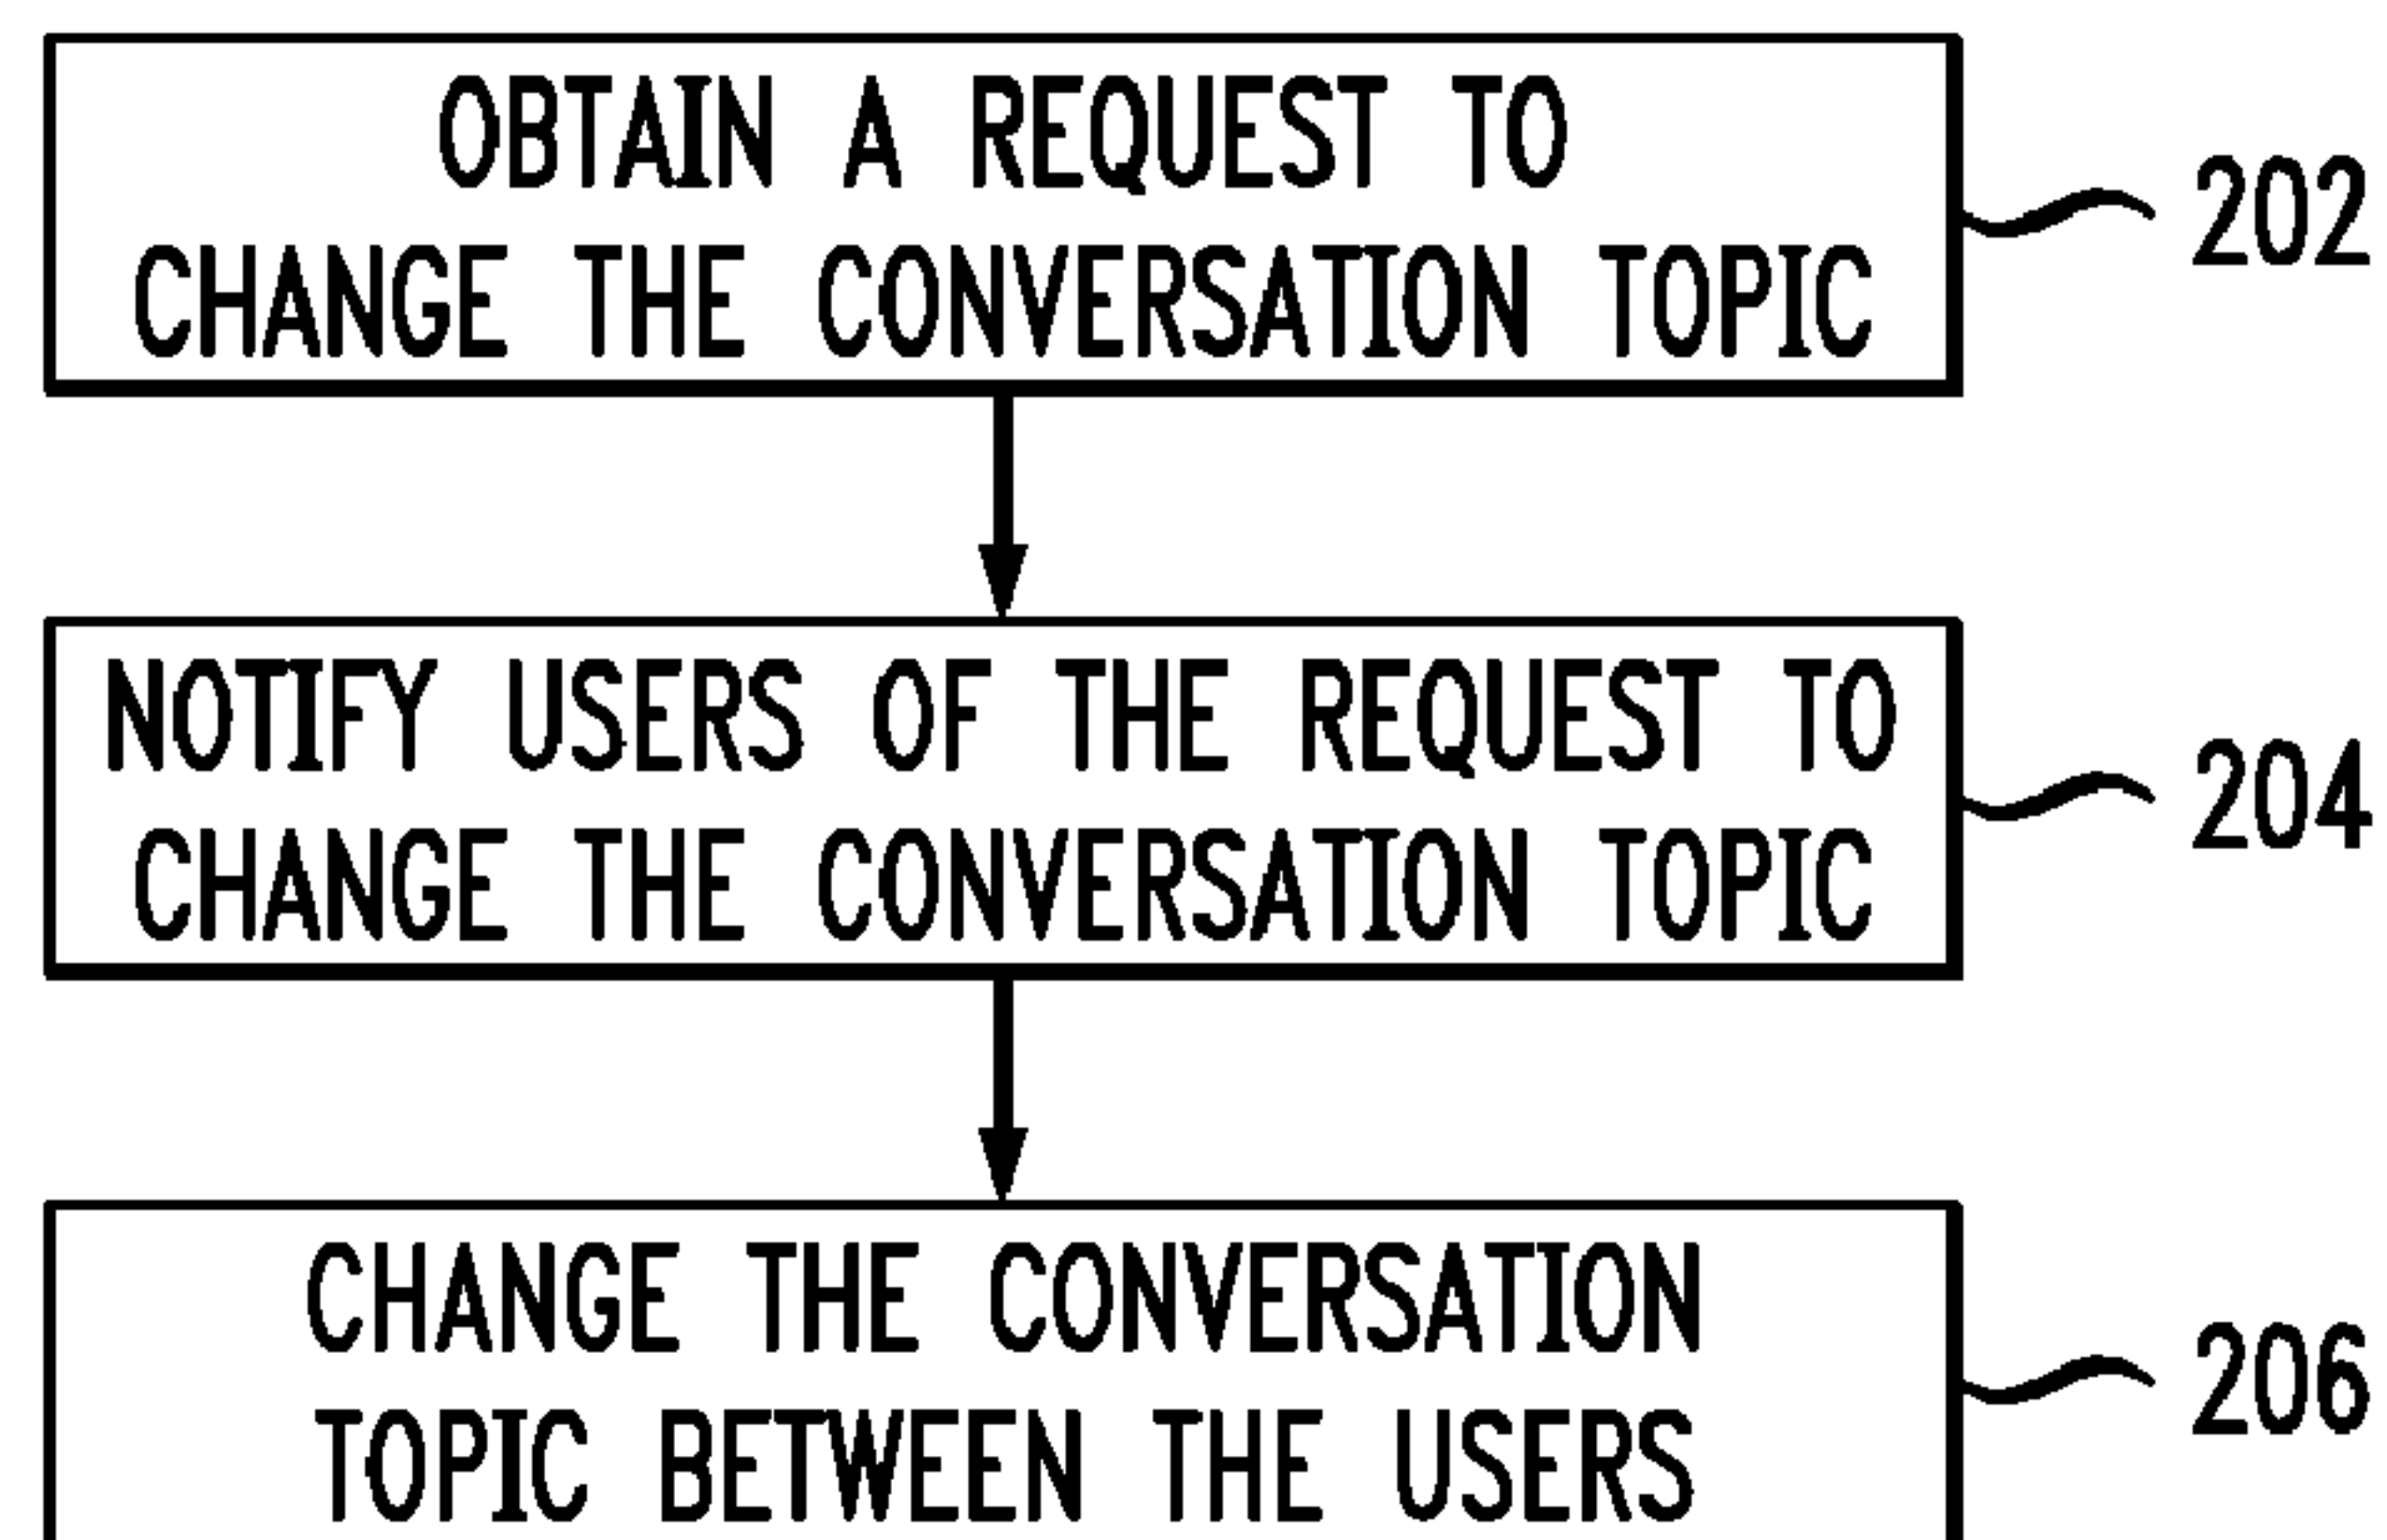 OBTAIN A REQUEST TO
CHANGE THE CONVERSATION TOPIC
202
NOTIFY USERS OF THE REQUEST TO
CHANGE THE CONVERSATION TOPIC
204
CHANGE THE CONVERSATION
TOPIC BETWEEN THE USERS
206